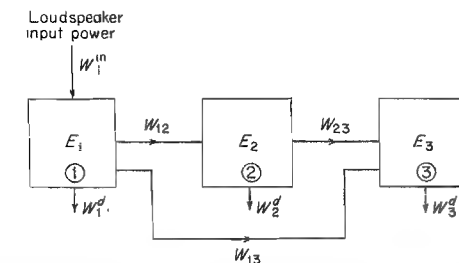 Loudspeaker
input power
W₁ⁱⁿ
E₁ W₁₂ E₂ W₂₃ E₃
① ② ③
W₁ᵈ. W₂ᵈ W₃ᵈ
W₁₃